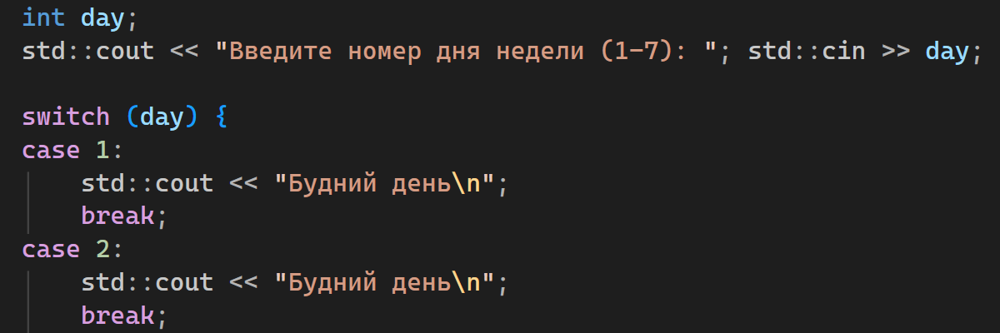 int day;
std::cout << "Введите номер дня недели (1-7): "; std::cin >> day;
switch (day) {
case 1:
std::cout << "Будний день\n";
break;
case 2:
std::cout << "Будний день\n";
break;